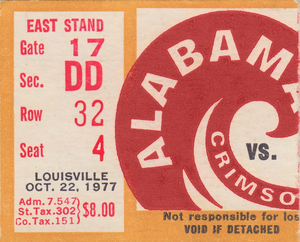 EAST STAND
Gate 17
Sec. DD
Row 32
Seat 4
LOUISVILLE
OCT. 22, 1977
Adm. 7.547
St. Tax .302
Co. Tax .151
$8.00
ALABAMA
CRIMSO
VS.
Not responsible for los
VOID IF DETACHED